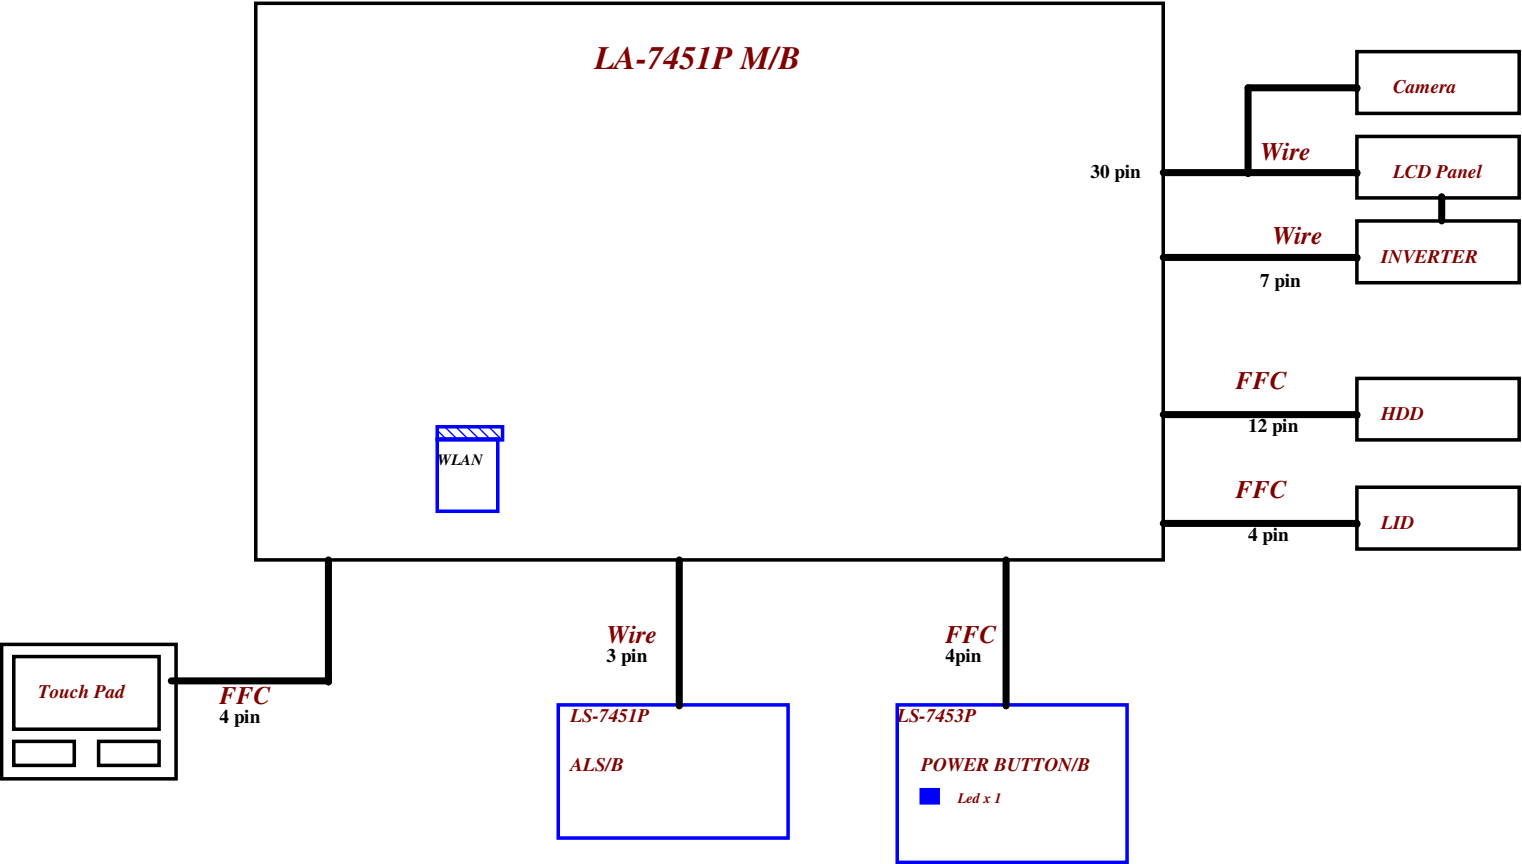 LA-7451P M/B
Camera
Wire
30 pin
LCD Panel
Wire
INVERTER
7 pin
FFC
HDD
12 pin
WLAN
FFC
LID
4 pin
Wire
3 pin
FFC
4pin
Touch Pad
FFC
4 pin
LS-7451P
ALS/B
LS-7453P
POWER BUTTON/B
Led x 1